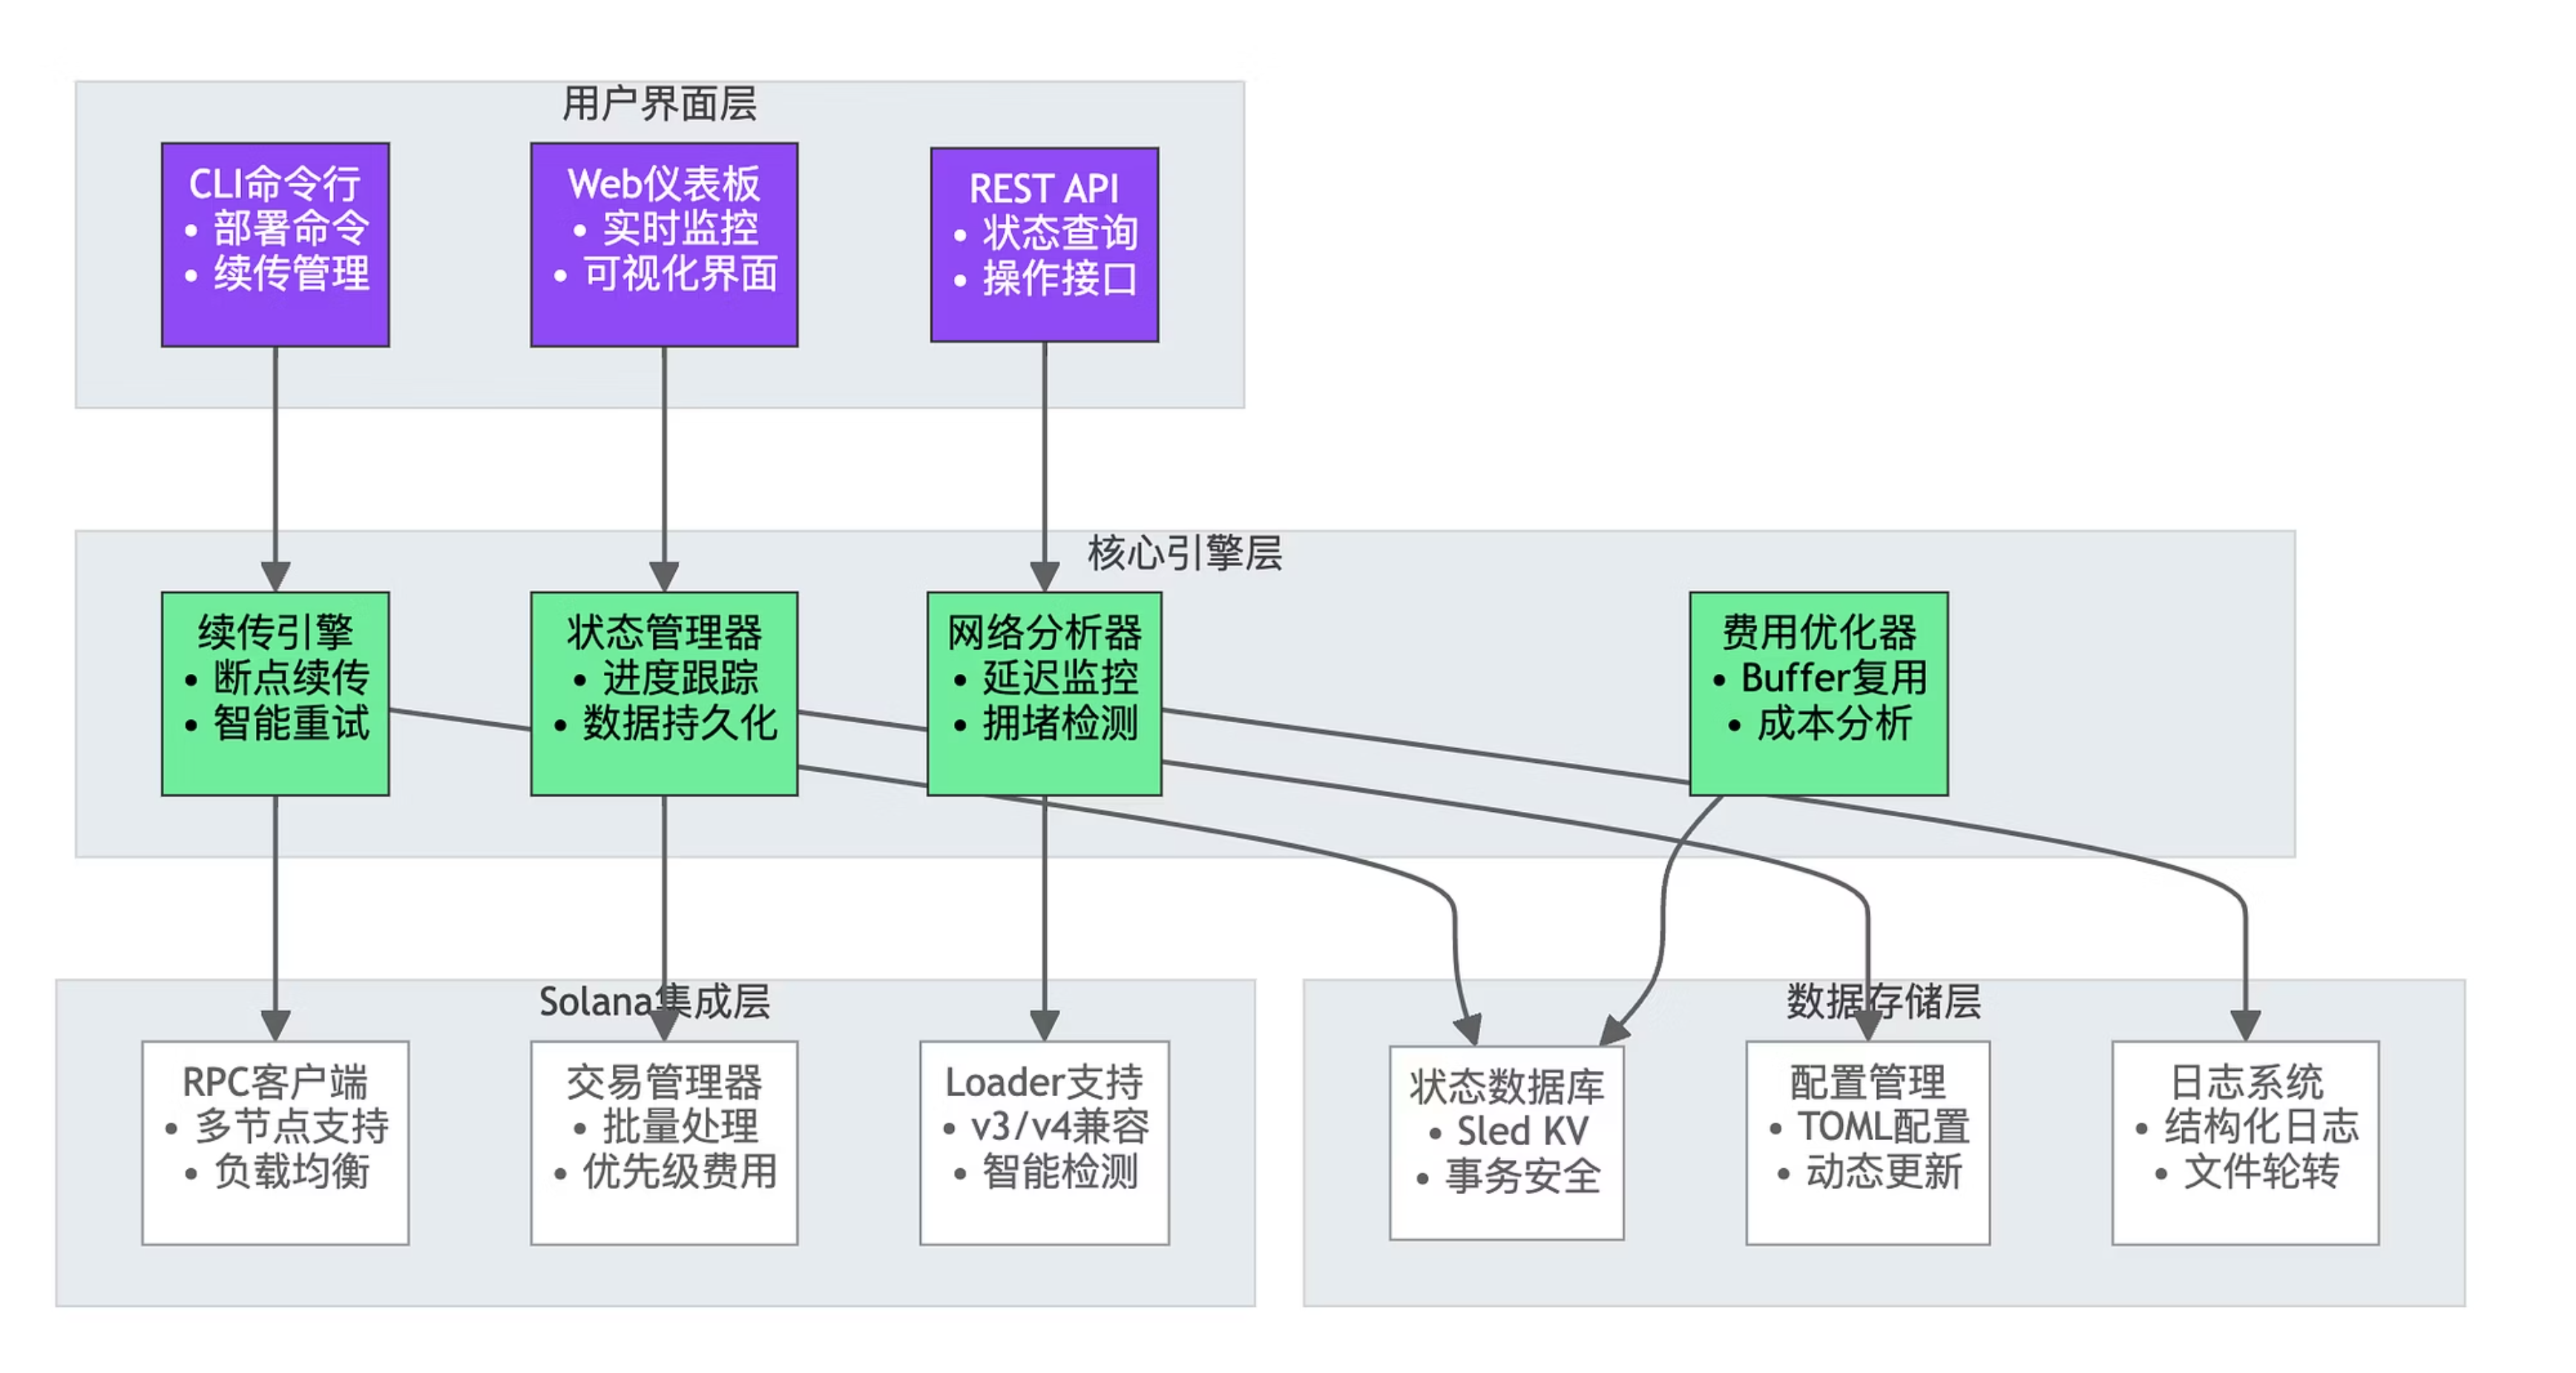 用户界面层
CLI命令行
• 部署命令
• 续传管理
Web仪表板
• 实时监控
• 可视化界面
REST API
• 状态查询
• 操作接口
核心引擎层
续传引擎
• 断点续传
• 智能重试
状态管理器
• 进度跟踪
• 数据持久化
网络分析器
• 延迟监控
• 拥堵检测
费用优化器
• Buffer复用
• 成本分析
Solana集成层
RPC客户端
• 多节点支持
• 负载均衡
交易管理器
• 批量处理
• 优先级费用
Loader支持
• v3/v4兼容
• 智能检测
数据存储层
状态数据库
• Sled KV
• 事务安全
配置管理
• TOML配置
• 动态更新
日志系统
• 结构化日志
• 文件轮转